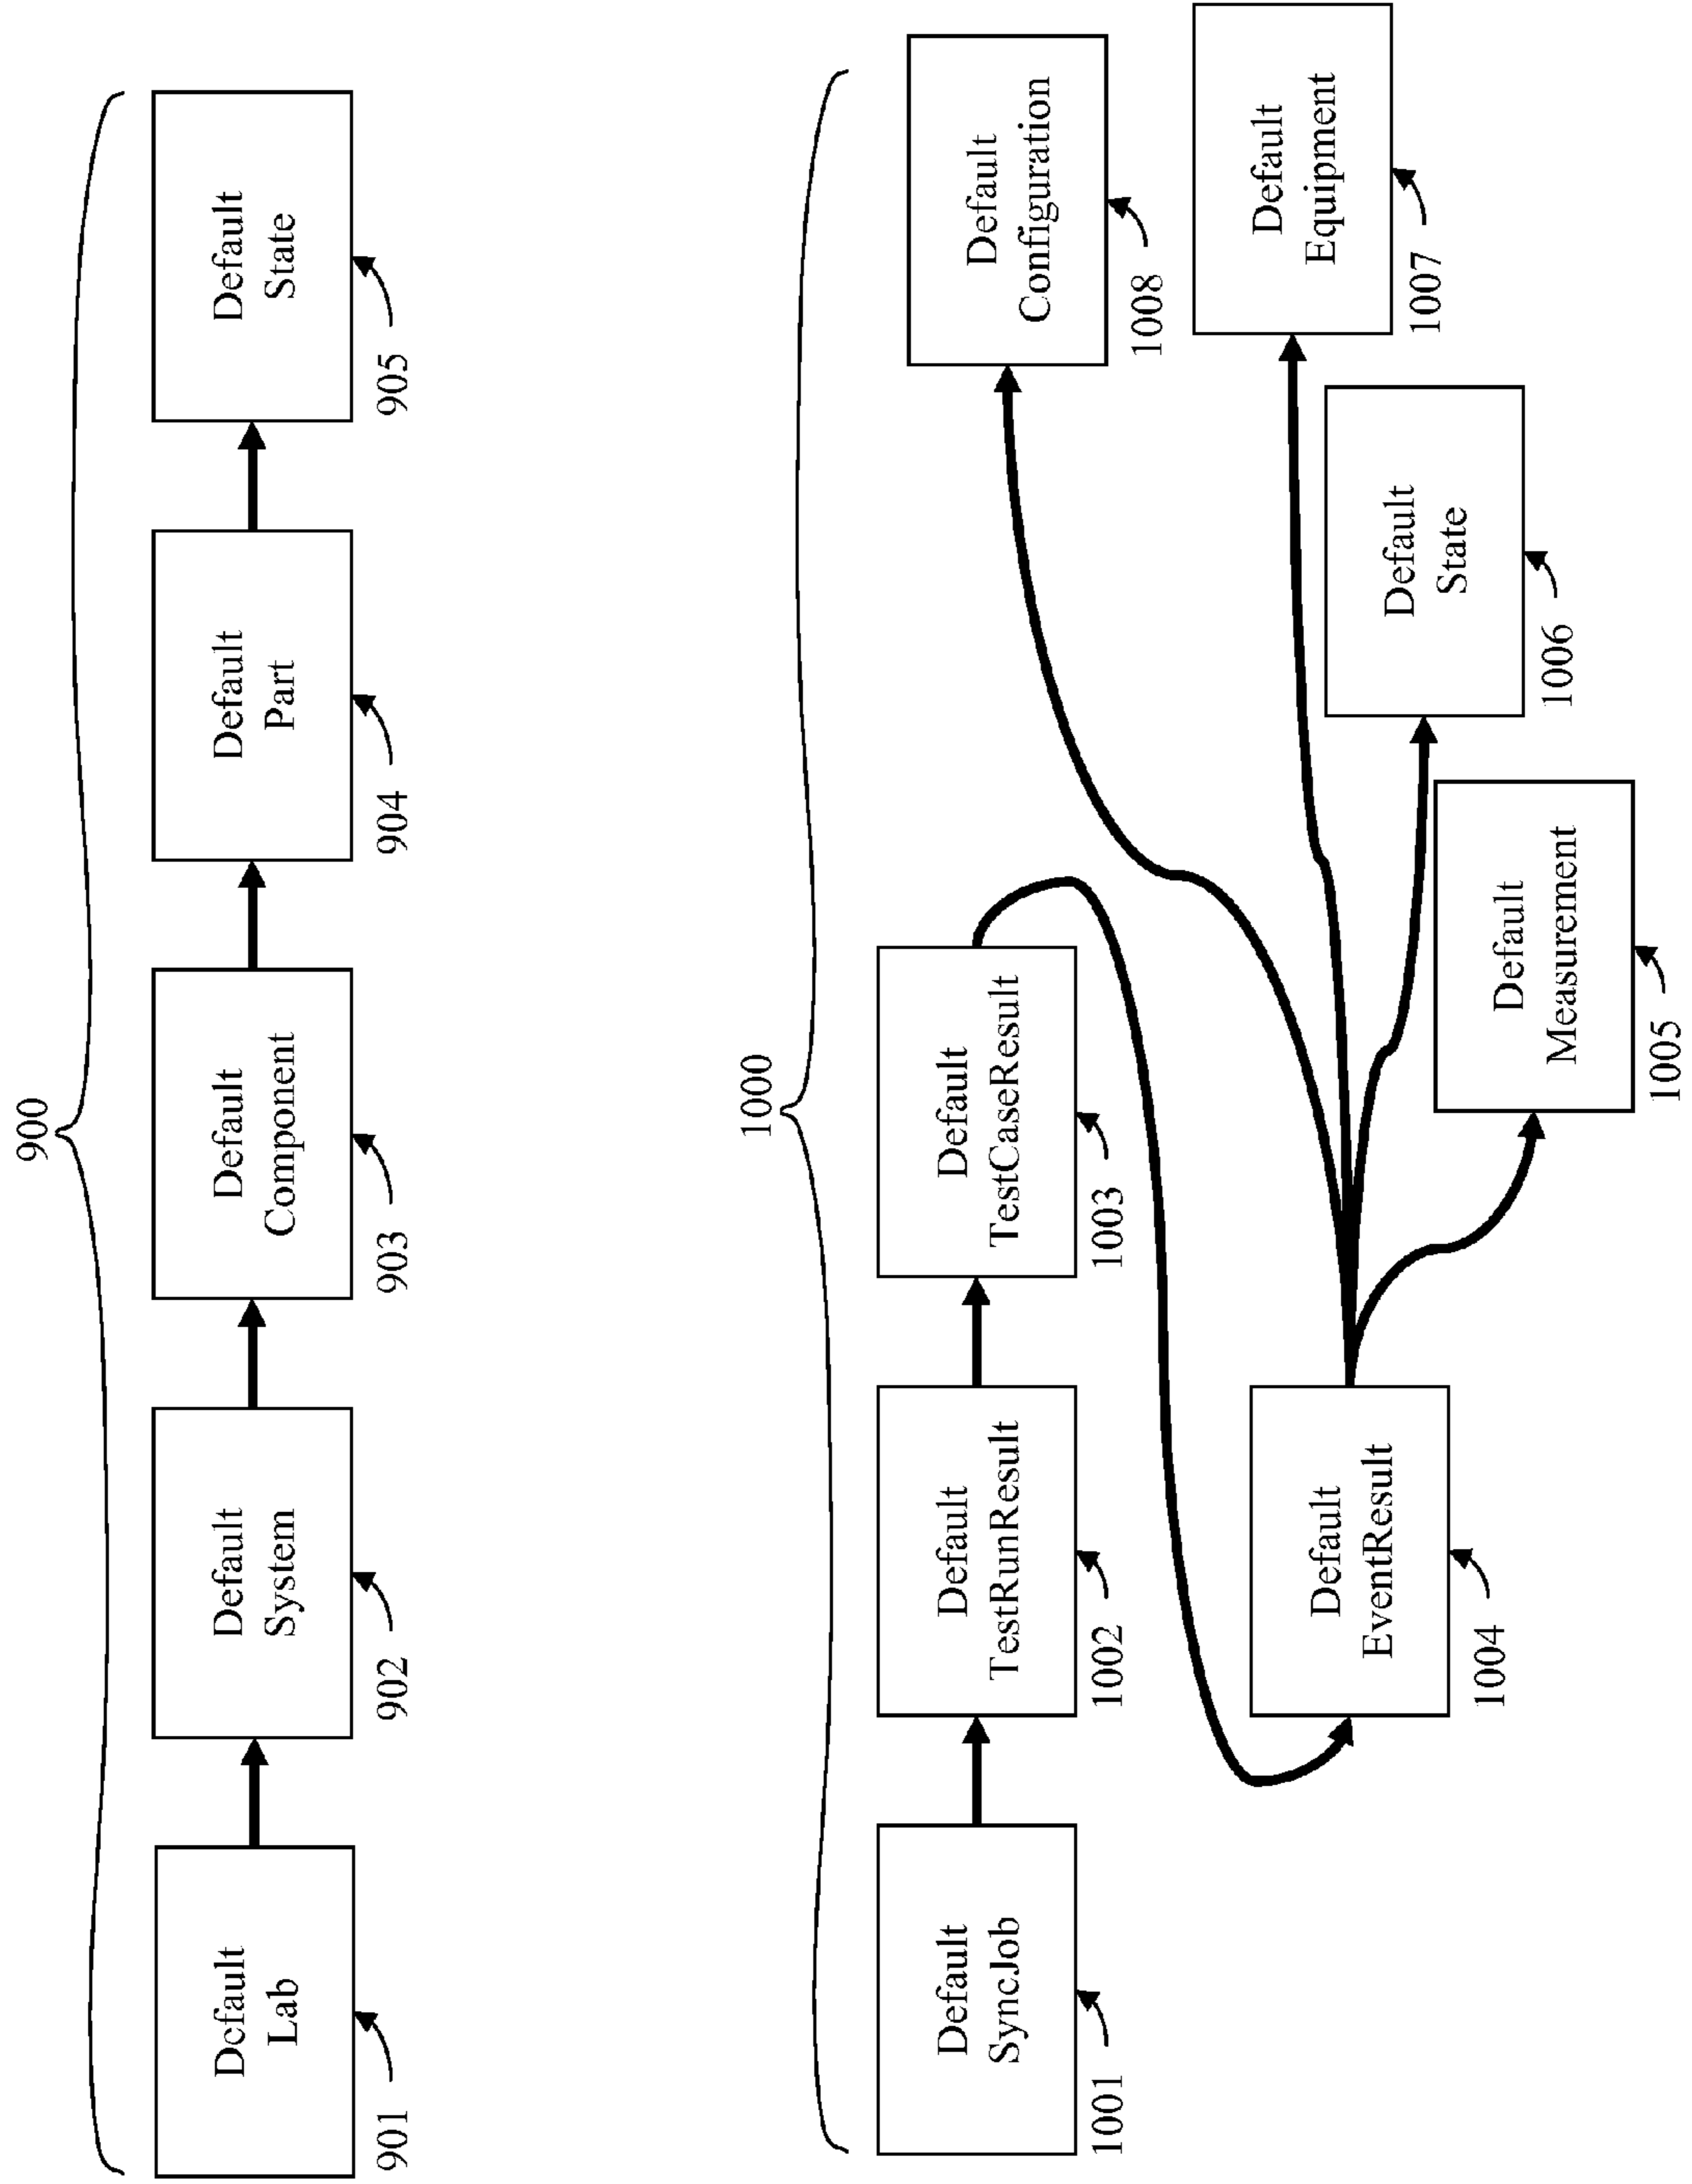 900
Default
Lab
901
Default
System
902
Default
Component
903
Default
Part
904
Default
State
905
1000
Default
SyncJob
1001
Default
TestRunResult
1002
Default
TestCaseResult
1003
Default
Configuration
1008
Default
EventResult
1004
Default
Measurement
1005
Default
State
1006
Default
Equipment
1007